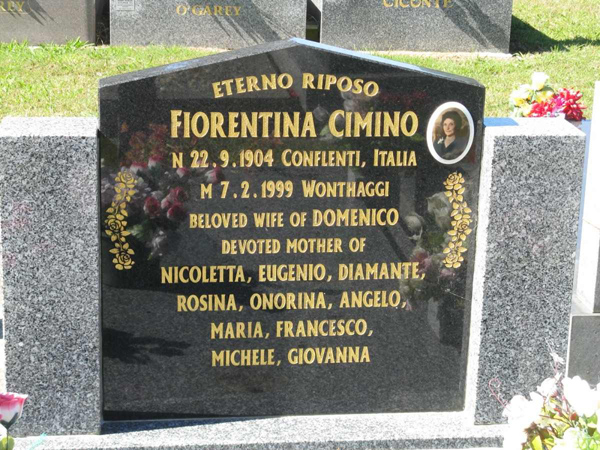 O'GAREY
CICONTE
ETERNO RIPOSO
FIORENTINA CIMINO
N 22.9.1904 CONFLENTI, ITALIA
M 7.2.1999 WONTHAGGI
BELOVED WIFE OF DOMENICO
DEVOTED MOTHER OF
NICOLETTA, EUGENIO, DIAMANTE,
ROSINA, ONORINA, ANGELO,
MARIA, FRANCESCO,
MICHELE, GIOVANNA